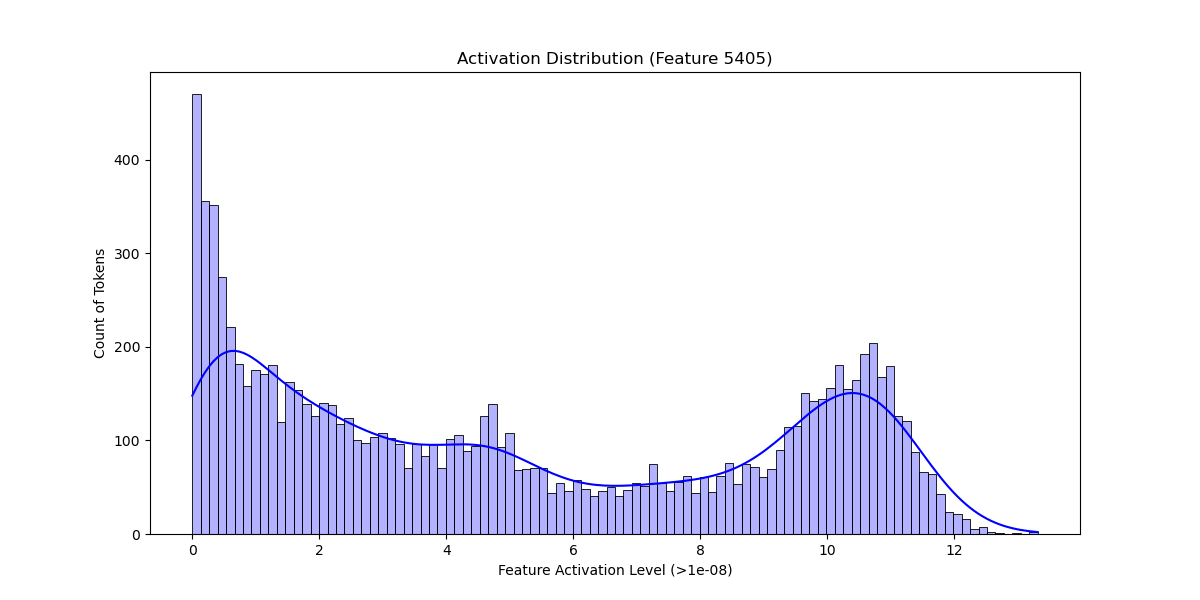 Activation Distribution (Feature 5405)
Count of Tokens
400
300
200
100
0
0 2 4 6 8 10 12
Feature Activation Level (>1e-08)